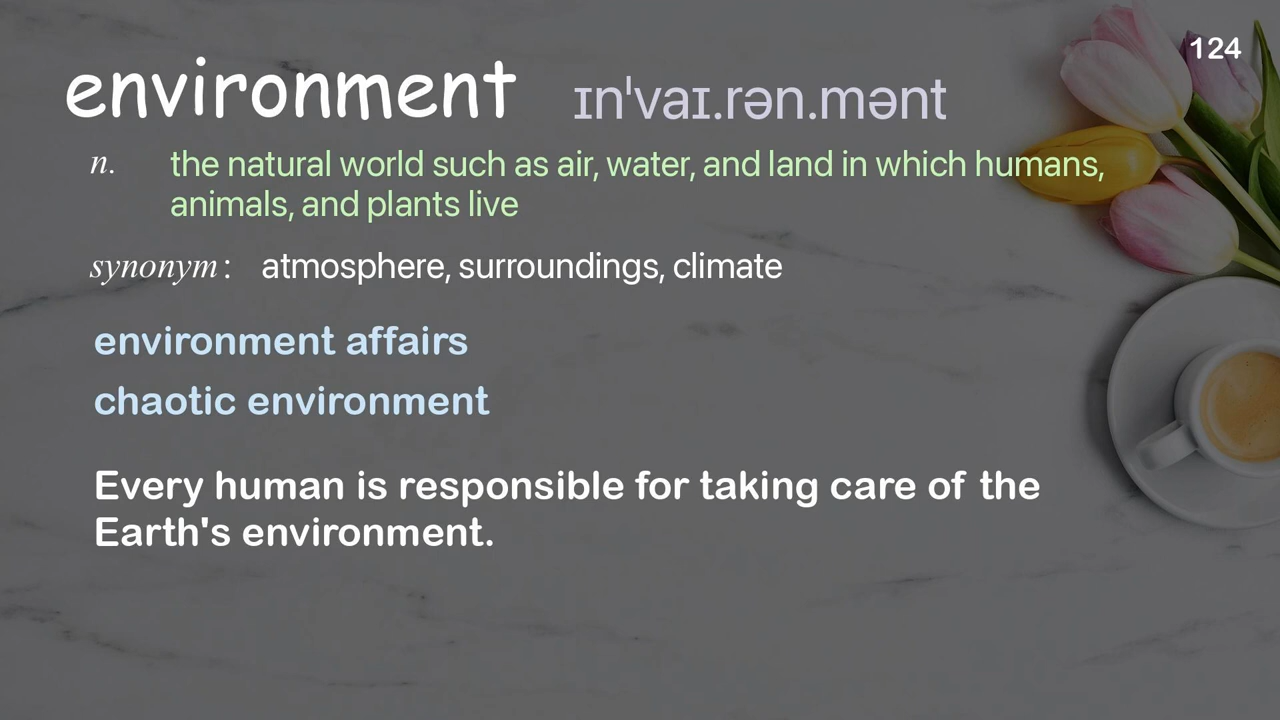 124
environment ɪnˈvaɪ.rən.mənt
n. the natural world such as air, water, and land in which humans,
animals, and plants live
synonym: atmosphere, surroundings, climate
environment affairs
chaotic environment
Every human is responsible for taking care of the
Earth's environment.